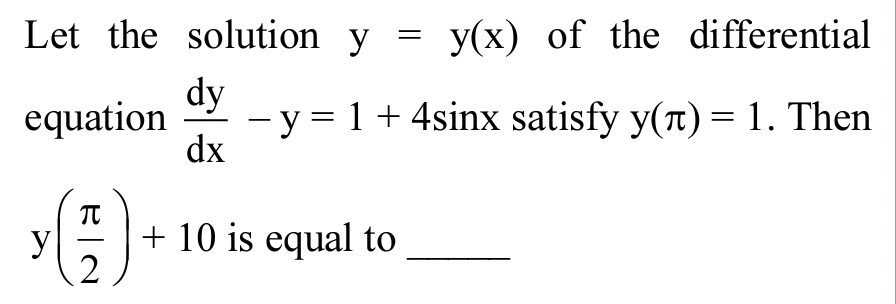 Let the solution y = y(x) of the differential
equation dy/dx − y = 1 + 4sinx satisfy y(π) = 1. Then
y(π/2) + 10 is equal to _____